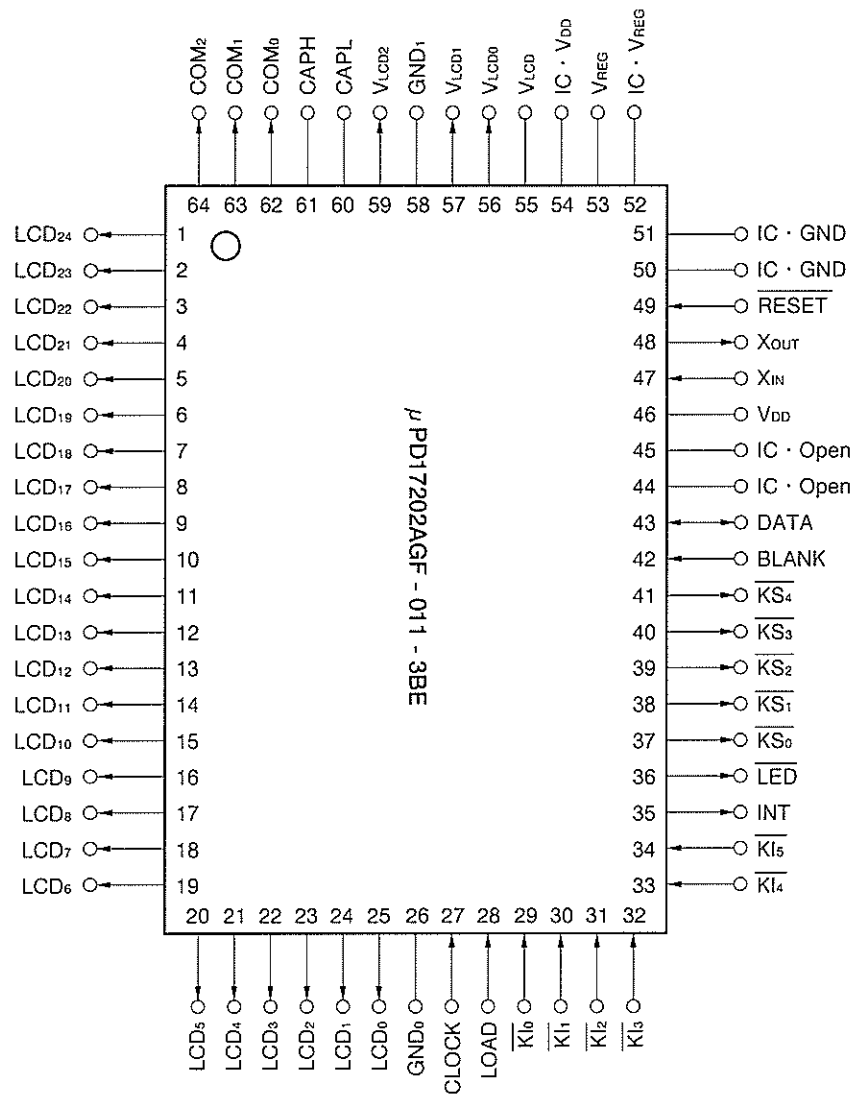 COM₂
COM₁
COM₀
CAPH
CAPL
VLCD2
GND₁
VLCD1
VLCD0
VLCD
IC · VDD
VREG
IC · VREG
64 63 62 61 60 59 58 57 56 55 54 53 52
LCD₂₄ 1
LCD₂₃ 2
LCD₂₂ 3
LCD₂₁ 4
LCD₂₀ 5
LCD₁₉ 6
LCD₁₈ 7
LCD₁₇ 8
LCD₁₆ 9
LCD₁₅ 10
LCD₁₄ 11
LCD₁₃ 12
LCD₁₂ 13
LCD₁₁ 14
LCD₁₀ 15
LCD₉ 16
LCD₈ 17
LCD₇ 18
LCD₆ 19
μPD17202AGF - 011 - 3BE
51 IC · GND
50 IC · GND
49 RESET
48 XOUT
47 XIN
46 VDD
45 IC · Open
44 IC · Open
43 DATA
42 BLANK
41 KS₄
40 KS₃
39 KS₂
38 KS₁
37 KS₀
36 LED
35 INT
34 KI₅
33 KI₄
20 21 22 23 24 25 26 27 28 29 30 31 32
LCD₅
LCD₄
LCD₃
LCD₂
LCD₁
LCD₀
GND₀
CLOCK
LOAD
KI₀
KI₁
KI₂
KI₃